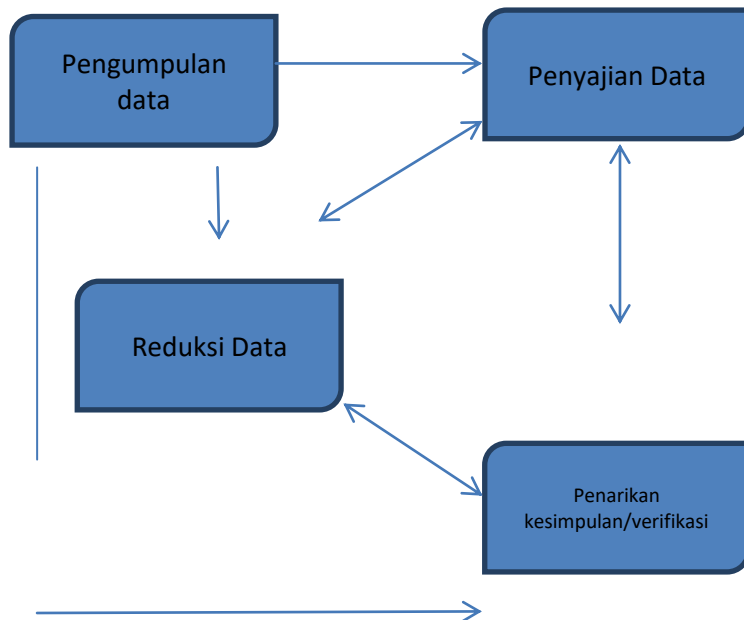 Pengumpulan
data
Penyajian Data
Reduksi Data
Penarikan
kesimpulan/verifikasi